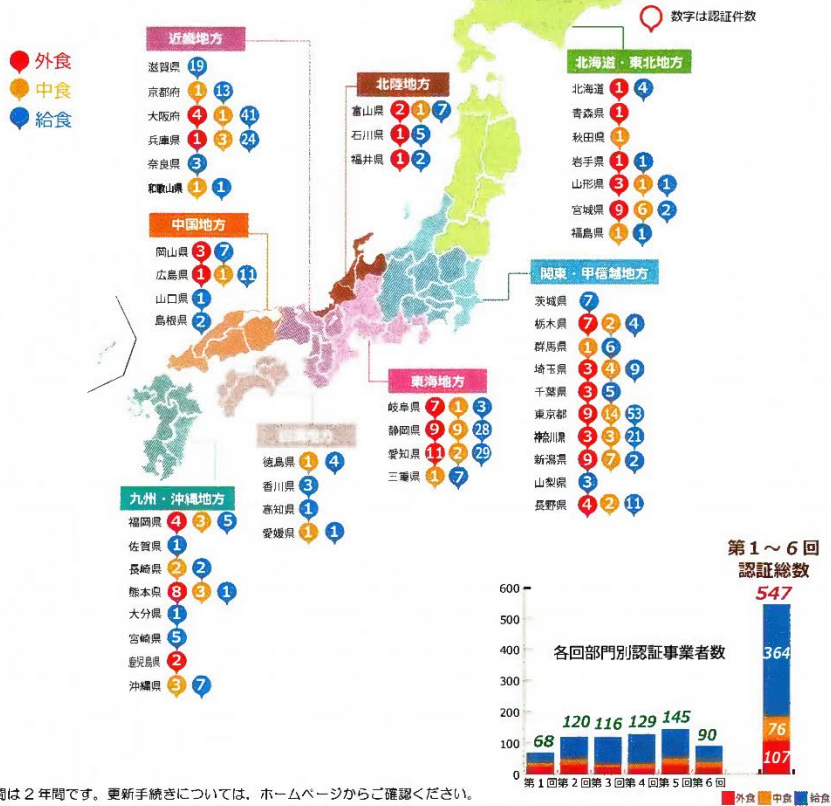 数字は認証件数
外食
中食
給食
近畿地方
滋賀県 19
京都府 1 13
大阪府 4 1 41
兵庫県 1 3 24
奈良県 3
和歌山県 1 1
北陸地方
富山県 2 1 7
石川県 1 5
福井県 1 2
北海道・東北地方
北海道 1 4
青森県 1
秋田県 1
岩手県 1 1
山形県 3 1 1
宮城県 9 6 2
福島県 1 1
中国地方
岡山県 3 7
広島県 1 1 11
山口県 1
島根県 2
関東・甲信越地方
茨城県 7
栃木県 7 2 4
群馬県 1 6
埼玉県 3 4 9
千葉県 3 5
東京都 9 14 53
神奈川県 3 3 21
新潟県 9 7 2
山梨県 3
長野県 4 2 11
東海地方
岐阜県 7 1 3
静岡県 9 9 28
愛知県 11 2 29
三重県 1 7
徳島県 1 4
香川県 3
高知県 1
愛媛県 1 1
九州・沖縄地方
福岡県 4 3 5
佐賀県 1
長崎県 2 2
熊本県 8 3 1
大分県 1
宮崎県 5
鹿児島県 2
沖縄県 3 7
第1～6回
認証総数
547
各回部門別認証事業者数
600
500
400
300
200
100
0
68 120 116 129 145 90
364
76
107
第1回 第2回 第3回 第4回 第5回 第6回
外食 中食 給食
間は2年間です。更新手続きについては、ホームページからご確認ください。